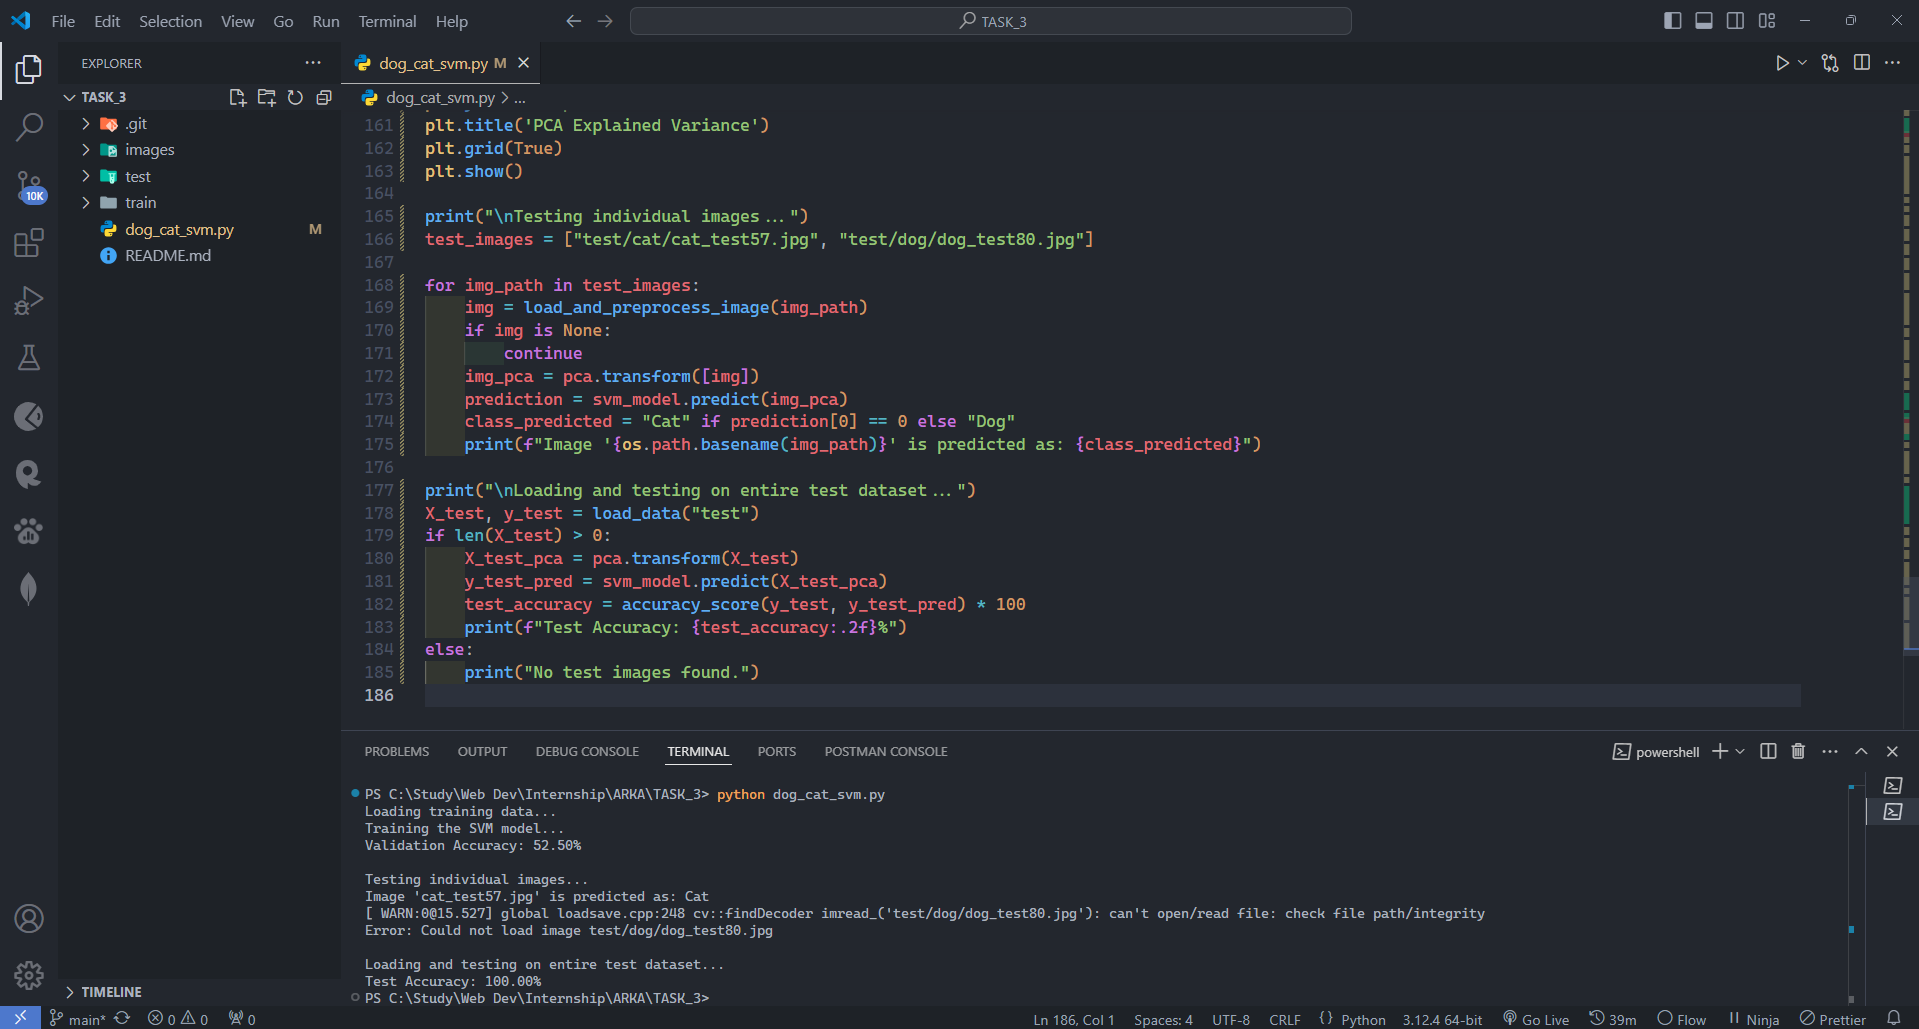 File Edit Selection View Go Run Terminal Help
TASK_3
EXPLORER
TASK_3
.git
images
test
train
dog_cat_svm.py M
README.md
TIMELINE
10K
dog_cat_svm.py M
dog_cat_svm.py > ...
161 plt.title('PCA Explained Variance')
162 plt.grid(True)
163 plt.show()
164
165 print("\nTesting individual images...")
166 test_images = ["test/cat/cat_test57.jpg", "test/dog/dog_test80.jpg"]
167
168 for img_path in test_images:
169 img = load_and_preprocess_image(img_path)
170 if img is None:
171 continue
172 img_pca = pca.transform([img])
173 prediction = svm_model.predict(img_pca)
174 class_predicted = "Cat" if prediction[0] == 0 else "Dog"
175 print(f"Image '{os.path.basename(img_path)}' is predicted as: {class_predicted}")
176
177 print("\nLoading and testing on entire test dataset...")
178 X_test, y_test = load_data("test")
179 if len(X_test) > 0:
180 X_test_pca = pca.transform(X_test)
181 y_test_pred = svm_model.predict(X_test_pca)
182 test_accuracy = accuracy_score(y_test, y_test_pred) * 100
183 print(f"Test Accuracy: {test_accuracy:.2f}%")
184 else:
185 print("No test images found.")
186
PROBLEMS OUTPUT DEBUG CONSOLE TERMINAL PORTS POSTMAN CONSOLE
powershell
PS C:\Study\Web Dev\Internship\ARKA\TASK_3> python dog_cat_svm.py
Loading training data...
Training the SVM model...
Validation Accuracy: 52.50%
Testing individual images...
Image 'cat_test57.jpg' is predicted as: Cat
[ WARN:0@15.527] global loadsave.cpp:248 cv::findDecoder imread_('test/dog/dog_test80.jpg'): can't open/read file: check file path/integrity
Error: Could not load image test/dog/dog_test80.jpg
Loading and testing on entire test dataset...
Test Accuracy: 100.00%
PS C:\Study\Web Dev\Internship\ARKA\TASK_3>
main* 0 0 0 Ln 186, Col 1 Spaces: 4 UTF-8 CRLF {} Python 3.12.4 64-bit Go Live 39m Flow Ninja Prettier